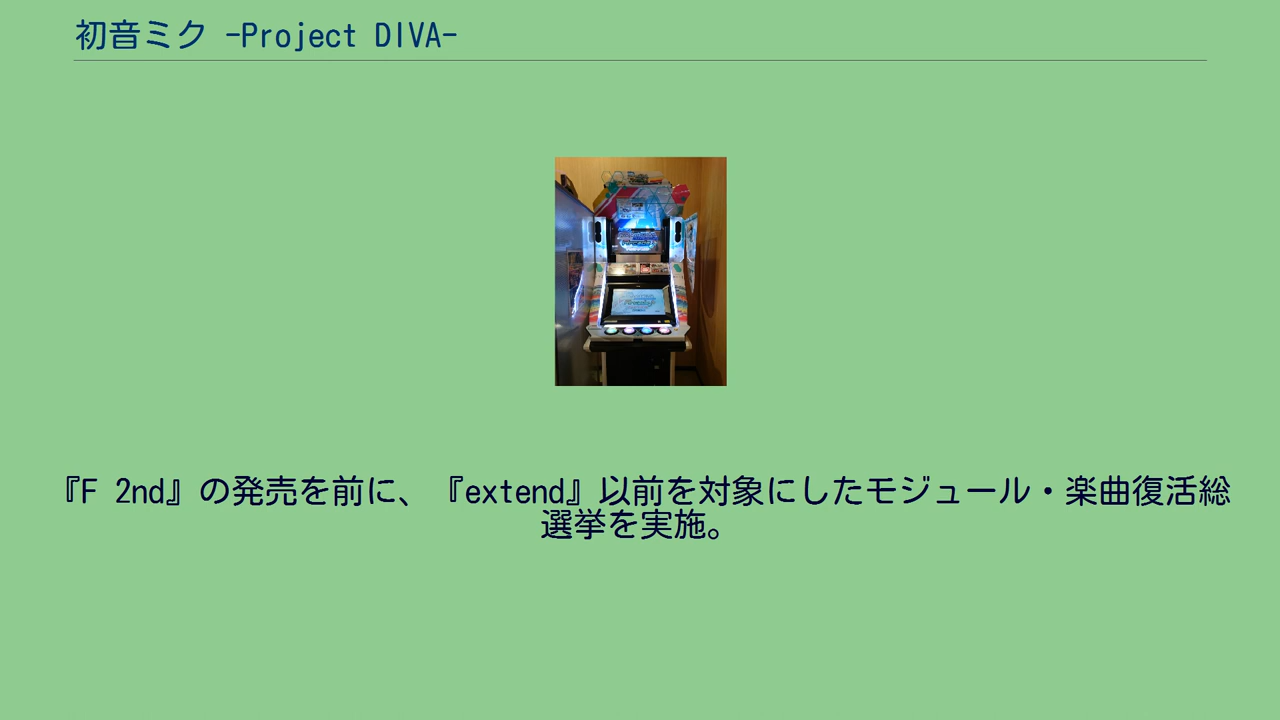 初音ミク -Project DIVA-
『F 2nd』の発売を前に、『extend』以前を対象にしたモジュール・楽曲復活総
選挙を実施。